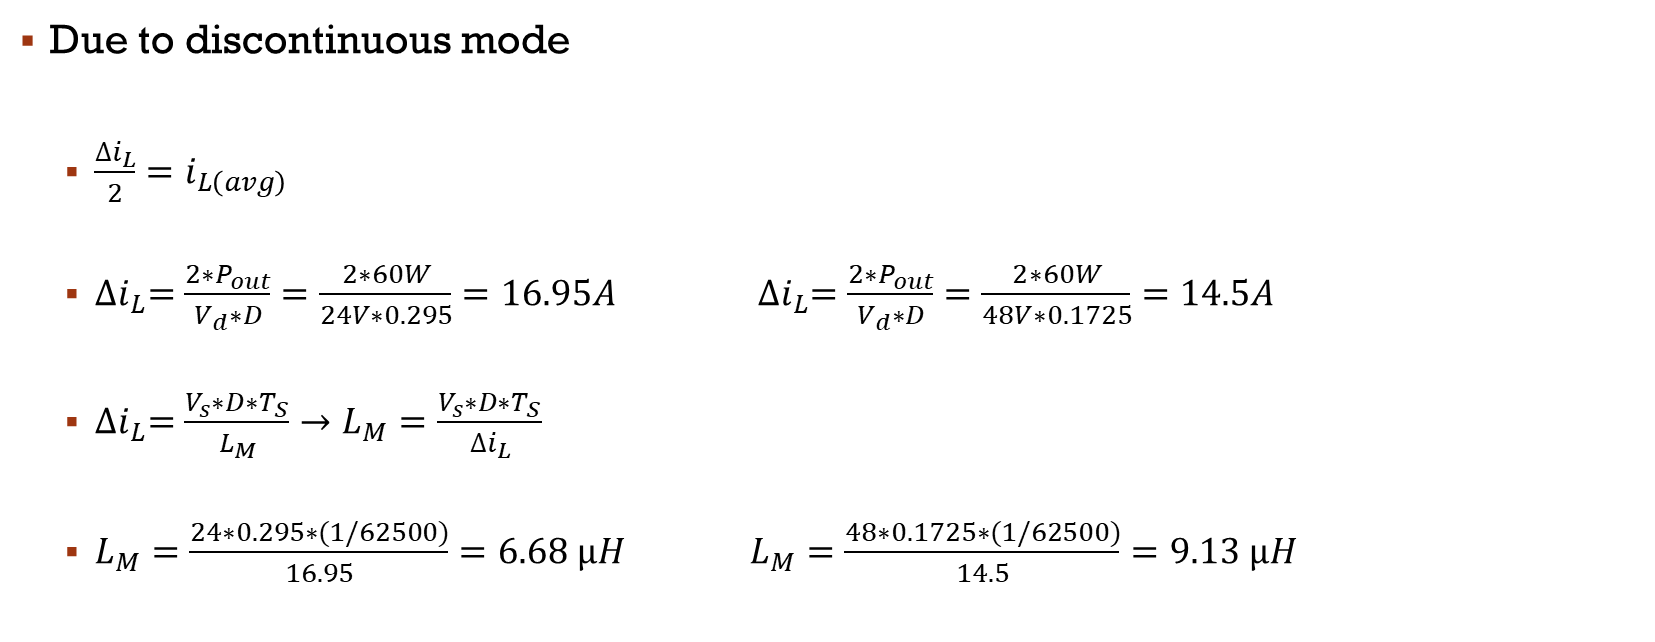 ▪ Due to discontinuous mode
▪ Δi_L/2 = i_L(avg)
▪ Δi_L = 2*P_out/V_d*D = 2*60W/24V*0.295 = 16.95A    Δi_L = 2*P_out/V_d*D = 2*60W/48V*0.1725 = 14.5A
▪ Δi_L = V_s*D*T_S/L_M → L_M = V_s*D*T_S/Δi_L
▪ L_M = 24*0.295*(1/62500)/16.95 = 6.68 μH    L_M = 48*0.1725*(1/62500)/14.5 = 9.13 μH